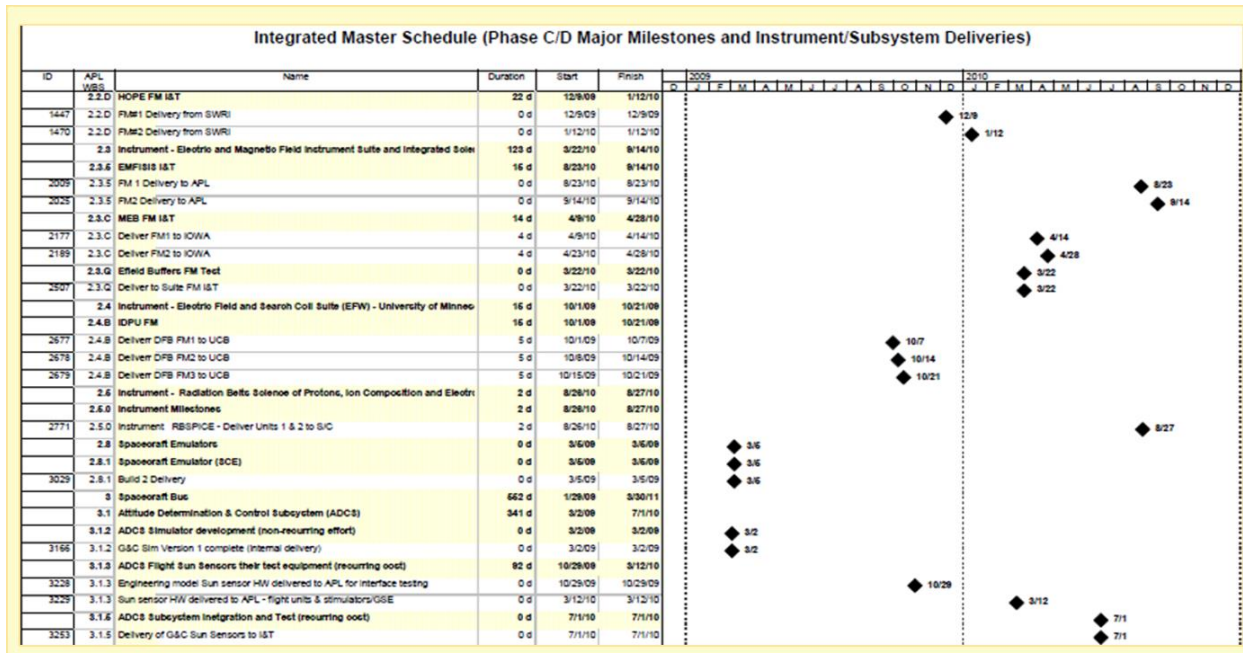 Integrated Master Schedule (Phase C/D Major Milestones and Instrument/Subsystem Deliveries)
ID APL WBS Name Duration Start Finish 2009 2010
D J F M A M J J A S O N D J F M A M J J A S O N D
2.2.D HOPE FM I&T 22 d 12/9/09 1/12/10
1447 2.2.D FM#1 Delivery from SWRI 0 d 12/9/09 12/9/09 12/9
1470 2.2.D FM#2 Delivery from SWRI 0 d 1/12/10 1/12/10 1/12
2.3 Instrument - Electric and Magnetic Field Instrument Suite and Integrated Scien 123 d 3/22/10 9/14/10
2.3.5 EMFISIS I&T 15 d 8/23/10 9/14/10
2009 2.3.5 FM 1 Delivery to APL 0 d 8/23/10 8/23/10 8/23
2025 2.3.5 FM2 Delivery to APL 0 d 9/14/10 9/14/10 9/14
2.3.C MEB FM I&T 14 d 4/9/10 4/28/10
2177 2.3.C Deliver FM1 to IOWA 4 d 4/9/10 4/14/10 4/14
2189 2.3.C Deliver FM2 to IOWA 4 d 4/23/10 4/28/10 4/28
2.3.Q Efield Buffers FM Test 0 d 3/22/10 3/22/10 3/22
2507 2.3.Q Deliver to Suite FM I&T 0 d 3/22/10 3/22/10 3/22
2.4 Instrument - Electric Field and Search Coil Suite (EFW) - University of Minnes 15 d 10/1/09 10/21/09
2.4.B IDPU FM 15 d 10/1/09 10/21/09
2677 2.4.B Deliverr DFB FM1 to UCB 5 d 10/1/09 10/7/09 10/7
2678 2.4.B Deliverr DFB FM2 to UCB 5 d 10/8/09 10/14/09 10/14
2679 2.4.B Deliverr DFB FM3 to UCB 5 d 10/15/09 10/21/09 10/21
2.5 Instrument - Radiation Belts Science of Protons, Ion Composition and Electro 2 d 8/26/10 8/27/10
2.5.0 Instrument Milestones 2 d 8/26/10 8/27/10
2771 2.5.0 Instrument RBSPICE - Deliver Units 1 & 2 to S/C 2 d 8/26/10 8/27/10 8/27
2.8 Spacecraft Emulators 0 d 3/5/09 3/5/09 3/5
2.8.1 Spacecraft Emulator (SCE) 0 d 3/5/09 3/5/09 3/5
3029 2.8.1 Build 2 Delivery 0 d 3/5/09 3/5/09 3/5
3 Spacecraft Bus 552 d 1/29/09 3/30/11
3.1 Attitude Determination & Control Subsystem (ADCS) 341 d 3/2/09 7/1/10
3.1.2 ADCS Simulator development (non-recurring effort) 0 d 3/2/09 3/2/09 3/2
3166 3.1.2 G&C Sim Version 1 complete (internal delivery) 0 d 3/2/09 3/2/09 3/2
3.1.3 ADCS Flight Sun Sensors their test equipment (recurring cost) 92 d 10/29/09 3/12/10
3228 3.1.3 Engineering model Sun sensor HW delivered to APL for interface testing 0 d 10/29/09 10/29/09 10/29
3229 3.1.3 Sun sensor HW delivered to APL - flight units & stimulators/GSE 0 d 3/12/10 3/12/10 3/12
3.1.5 ADCS Subsystem Inetgration and Test (recurring cost) 0 d 7/1/10 7/1/10 7/1
3253 3.1.5 Delivery of G&C Sun Sensors to I&T 0 d 7/1/10 7/1/10 7/1